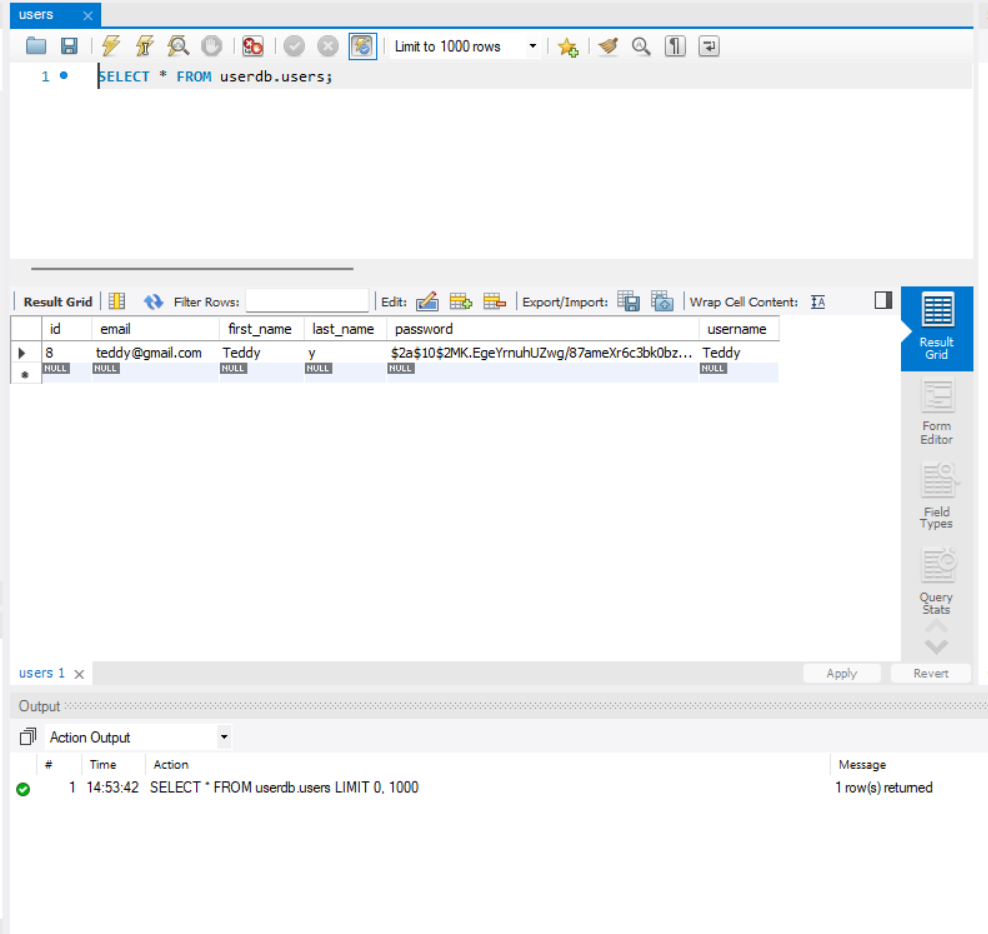 users
Limit to 1000 rows
1 SELECT * FROM userdb.users;
Result Grid Filter Rows: Edit: Export/Import: Wrap Cell Content:
id email first_name last_name password username
8 teddy@gmail.com Teddy y $2a$10$2MK.EgeYrnuhUZwg/87ameXr6c3bk0bz... Teddy
NULL NULL NULL NULL NULL NULL
Result
Grid
Form
Editor
Field
Types
Query
Stats
users 1
Apply Revert
Output
Action Output
# Time Action Message
1 14:53:42 SELECT * FROM userdb.users LIMIT 0, 1000 1 row(s) returned